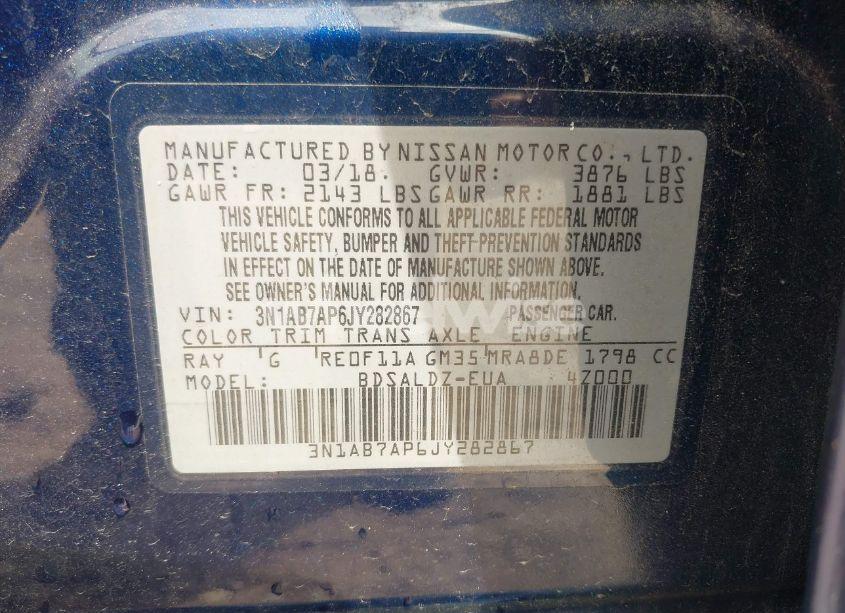 MANUFACTURED BY NISSAN MOTOR CO., LTD.
DATE: 03/18 GVWR: 3876 LBS
GAWR FR: 2143 LBS GAWR RR: 1881 LBS
THIS VEHICLE CONFORMS TO ALL APPLICABLE FEDERAL MOTOR
VEHICLE SAFETY, BUMPER AND THEFT PREVENTION STANDARDS
IN EFFECT ON THE DATE OF MANUFACTURE SHOWN ABOVE.
SEE OWNER'S MANUAL FOR ADDITIONAL INFORMATION.
VIN: 3N1AB7AP6JY282867 PASSENGER CAR.
COLOR TRIM TRANS AXLE ENGINE
RAY G RE0F11A GM35 MRA8DE 1798 CC
MODEL: BDSALDZ-EUA 4Z000
3N1AB7AP6JY282867